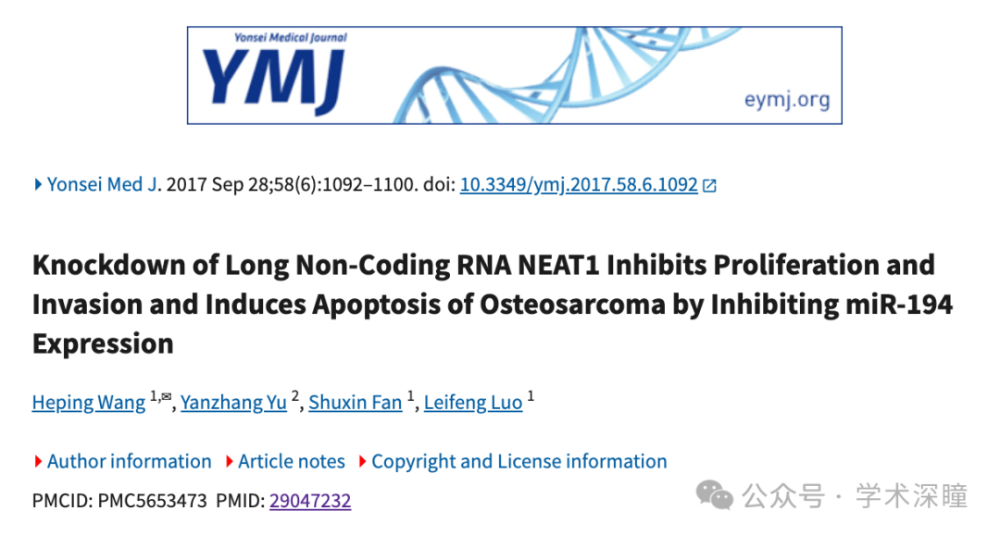 Yonsei Medical Journal
YMJ
eymj.org
Yonsei Med J. 2017 Sep 28;58(6):1092–1100. doi: 10.3349/ymj.2017.58.6.1092
Knockdown of Long Non-Coding RNA NEAT1 Inhibits Proliferation and
Invasion and Induces Apoptosis of Osteosarcoma by Inhibiting miR-194
Expression
Heping Wang 1,✉, Yanzhang Yu 2, Shuxin Fan 1, Leifeng Luo 1
Author information Article notes Copyright and License information
PMCID: PMC5653473 PMID: 29047232
公众号 · 学术深瞳